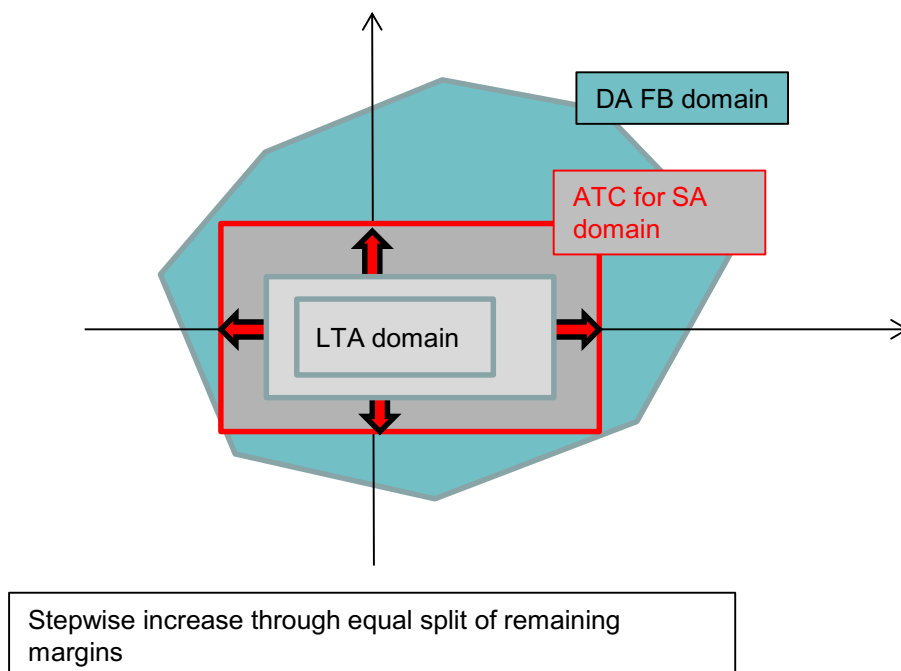 DA FB domain
ATC for SA
domain
LTA domain
Stepwise increase through equal split of remaining
margins